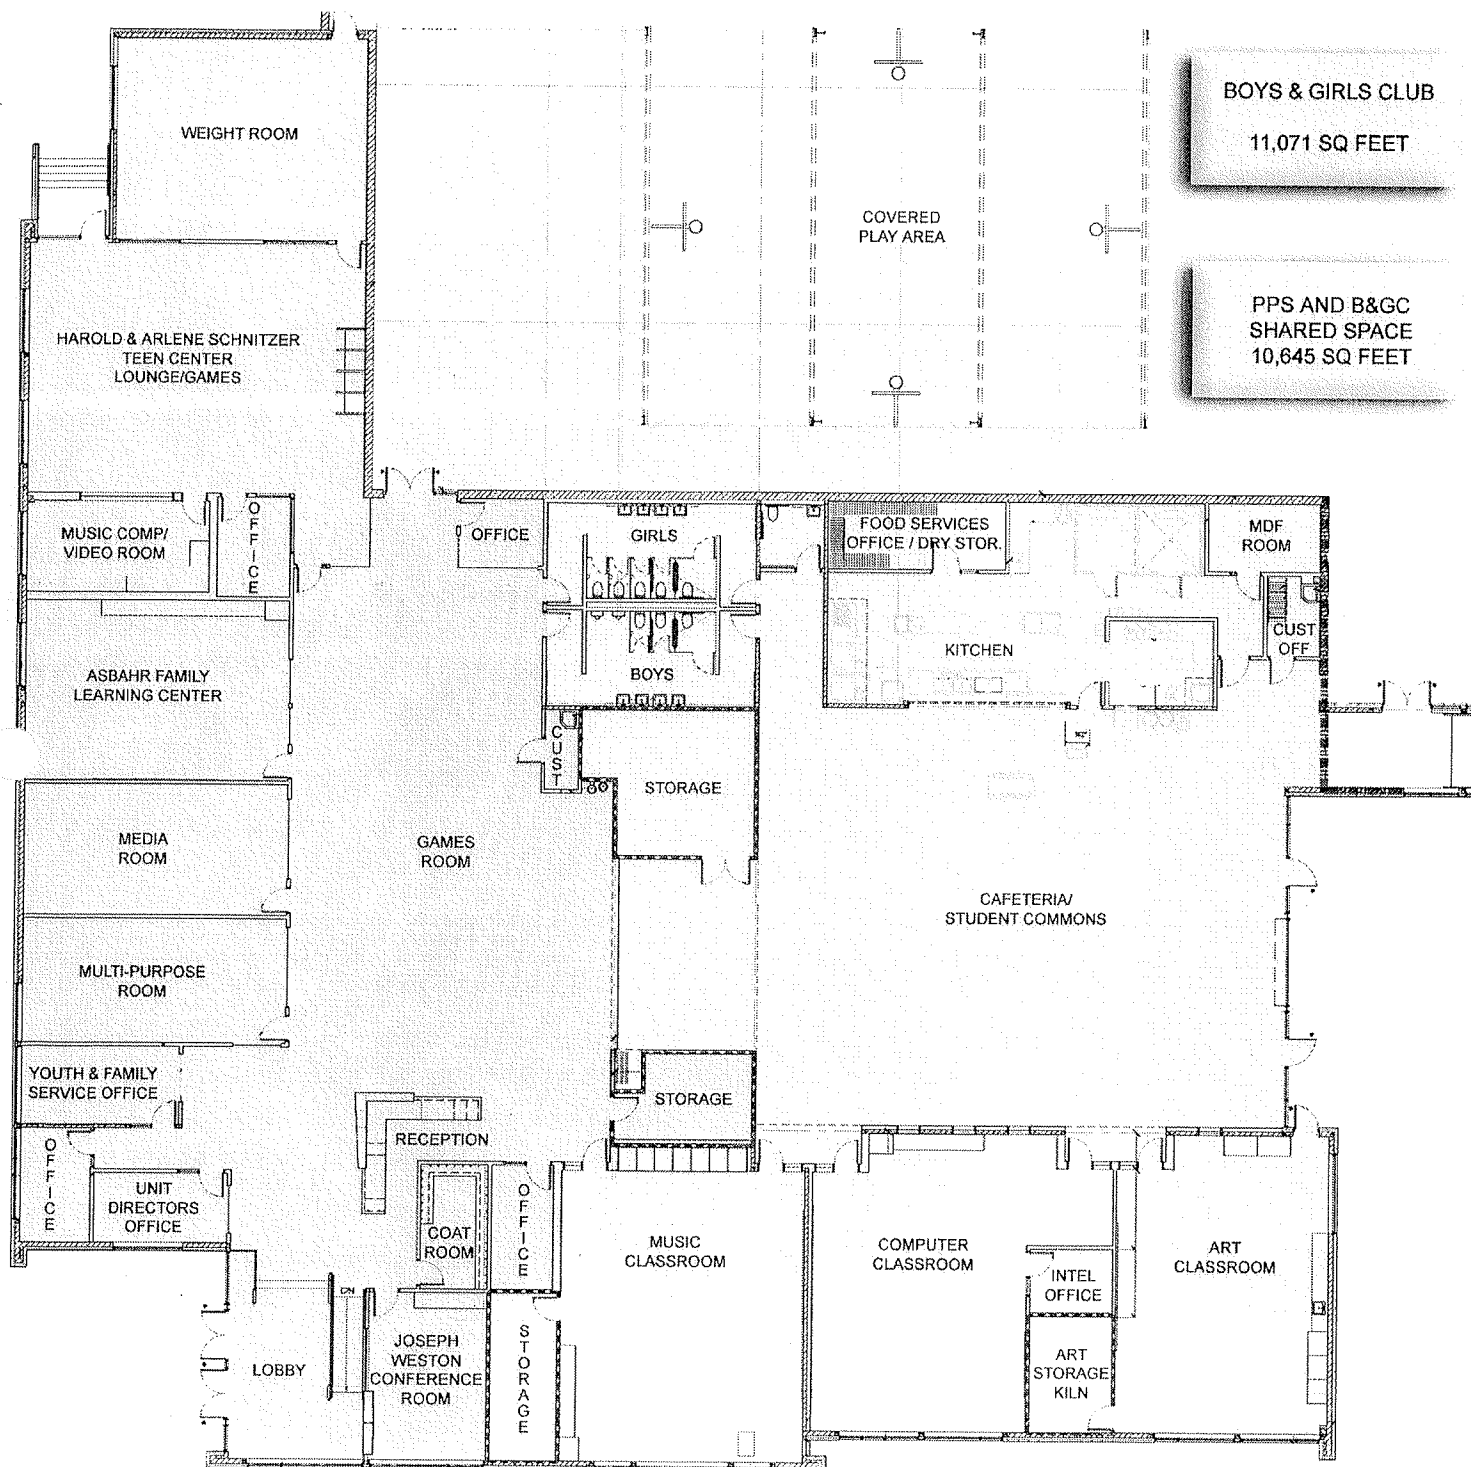 BOYS & GIRLS CLUB
11,071 SQ FEET
PPS AND B&GC
SHARED SPACE
10,645 SQ FEET
WEIGHT ROOM
COVERED
PLAY AREA
HAROLD & ARLENE SCHNITZER
TEEN CENTER
LOUNGE/GAMES
MUSIC COMP/
VIDEO ROOM
OFFICE
OFFICE
GIRLS
FOOD SERVICES
OFFICE / DRY STOR.
MDF
ROOM
CUST
OFF
KITCHEN
BOYS
ASBAHR FAMILY
LEARNING CENTER
CUST
STORAGE
MEDIA
ROOM
GAMES
ROOM
CAFETERIA/
STUDENT COMMONS
MULTI-PURPOSE
ROOM
YOUTH & FAMILY
SERVICE OFFICE
STORAGE
RECEPTION
OFFICE
UNIT
DIRECTORS
OFFICE
COAT
ROOM
OFFICE
MUSIC
CLASSROOM
COMPUTER
CLASSROOM
INTEL
OFFICE
ART
CLASSROOM
DN
LOBBY
JOSEPH
WESTON
CONFERENCE
ROOM
STORAGE
ART
STORAGE
KILN